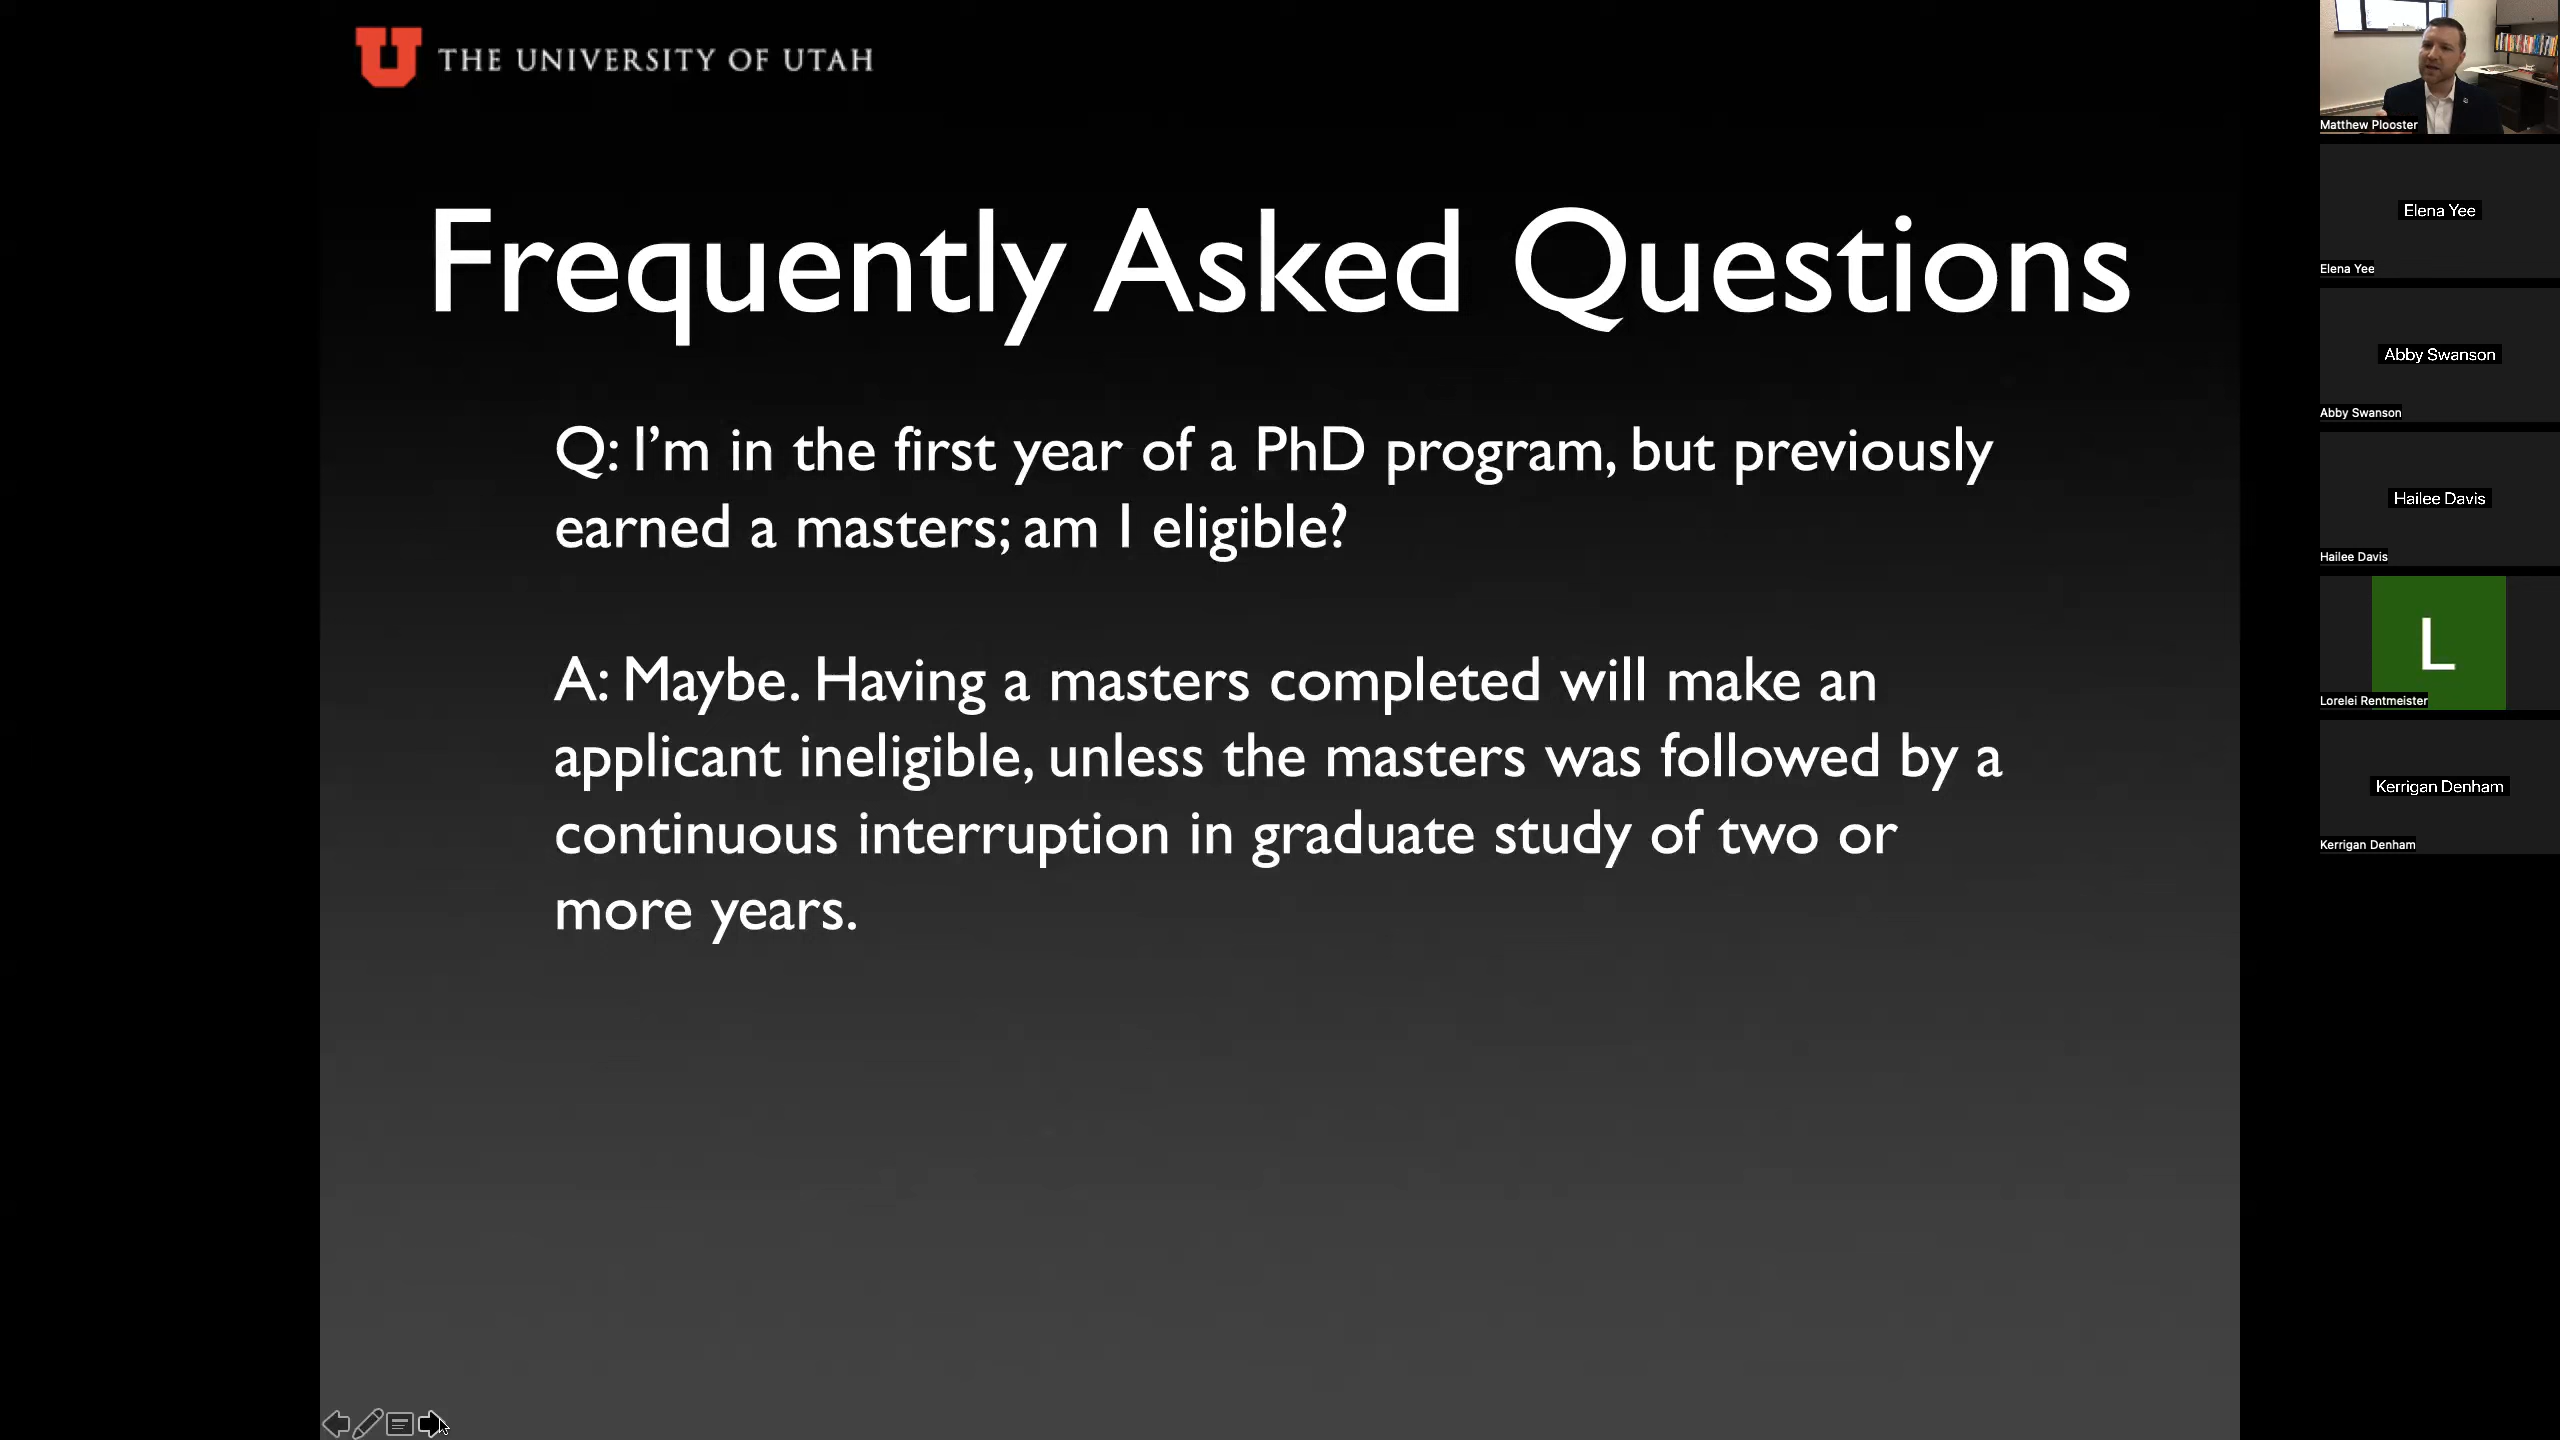 U THE UNIVERSITY OF UTAH
Frequently Asked Questions
Q: I'm in the first year of a PhD program, but previously
earned a masters; am I eligible?
A: Maybe. Having a masters completed will make an
applicant ineligible, unless the masters was followed by a
continuous interruption in graduate study of two or
more years.
Matthew Plooster
Elena Yee
Elena Yee
Abby Swanson
Abby Swanson
Hailee Davis
Hailee Davis
L
Lorelei Rentmeister
Kerrigan Denham
Kerrigan Denham